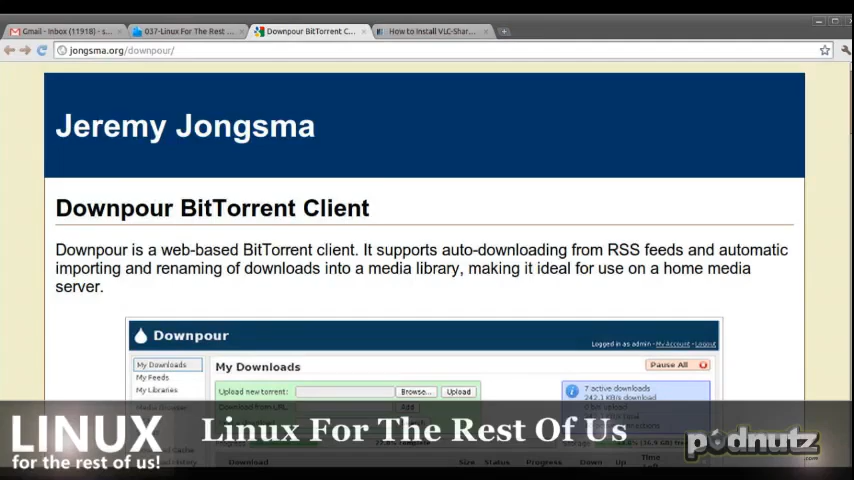 Gmail - Inbox (11918) - s...
037-Linux For The Rest ...
Downpour BitTorrent C...
How to Install VLC-Shar...
jongsma.org/downpour/
Jeremy Jongsma
Downpour BitTorrent Client
Downpour is a web-based BitTorrent client. It supports auto-downloading from RSS feeds and automatic
importing and renaming of downloads into a media library, making it ideal for use on a home media
server.
Downpour
Logged in as admin - My Account - Logout
My Downloads
My Feeds
My Libraries
My Downloads
Pause All
Upload new torrent:
Browse...
Upload
Download from URL:
Add
7 active downloads
242.1 KB/s download
LINUX
for the rest of us!
Linux For The Rest Of Us
podnutz
.com
Download
Size
Status
Progress
Down
Up
Time